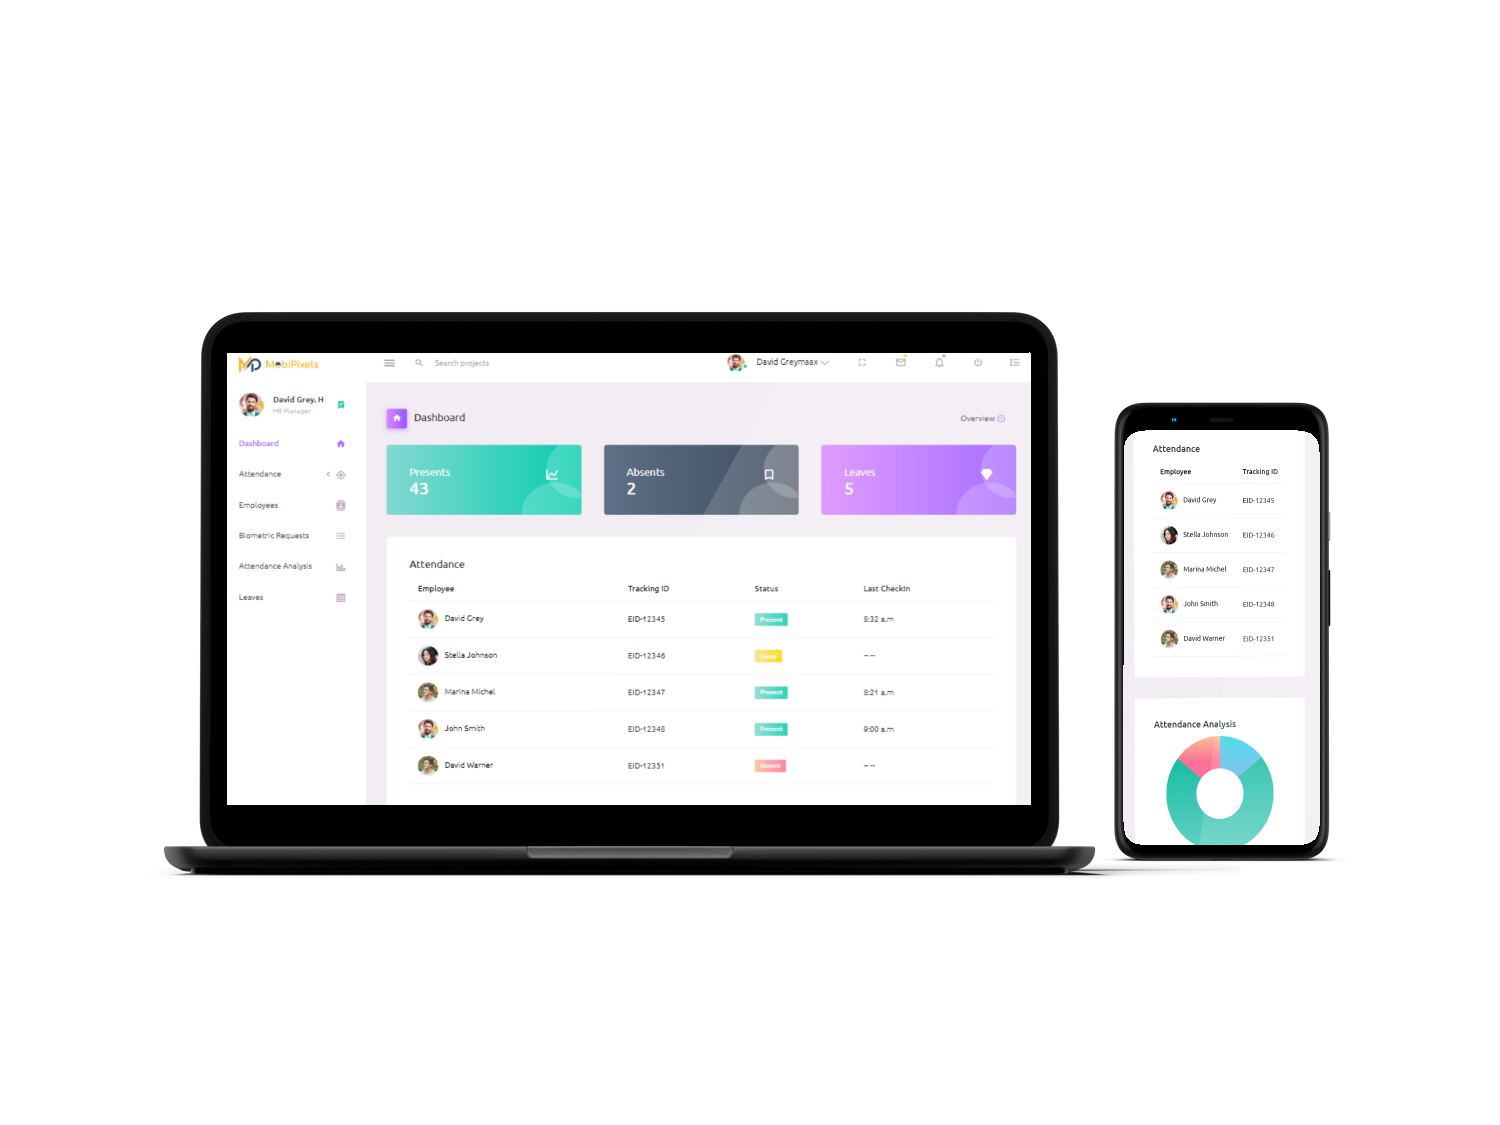 MobiPixels
Search projects
David Greymaax
David Grey. H
HR Manager
Dashboard
Attendance
Employees
Biometric Requests
Attendance Analysis
Leaves
Dashboard
Overview
Presents
43
Absents
2
Leaves
5
Attendance
Employee Tracking ID Status Last CheckIn
David Grey EID-12345 Present 8:32 a.m
Stella Johnson EID-12346 Leave -- --
Marina Michel EID-12347 Present 8:21 a.m
John Smith EID-12348 Present 9:00 a.m
David Warner EID-12351 Absent -- --
Attendance
Employee Tracking ID
David Grey EID-12345
Stella Johnson EID-12346
Marina Michel EID-12347
John Smith EID-12348
David Warner EID-12351
Attendance Analysis